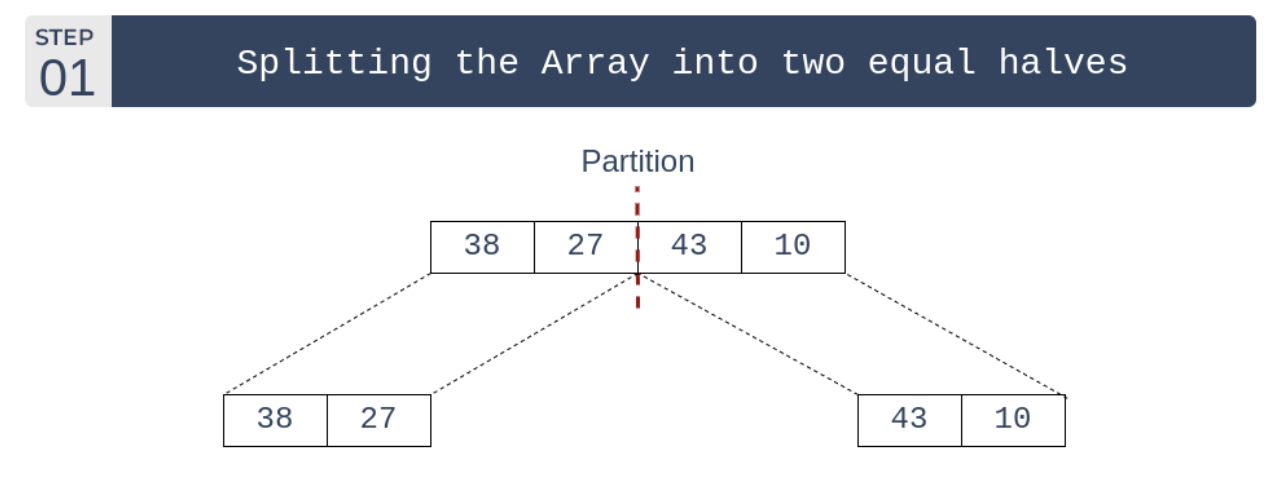 STEP
01
Splitting the Array into two equal halves
Partition
38 27 43 10
38 27 43 10